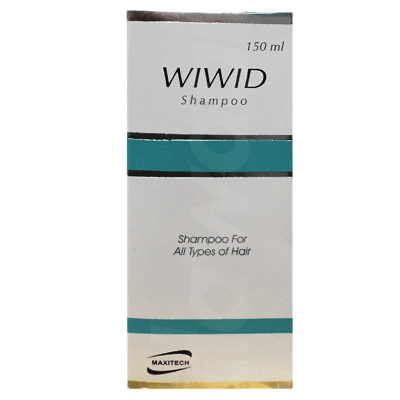 150 ml
WIWID
Shampoo
Shampoo For
All Types of Hair
MAXITECH